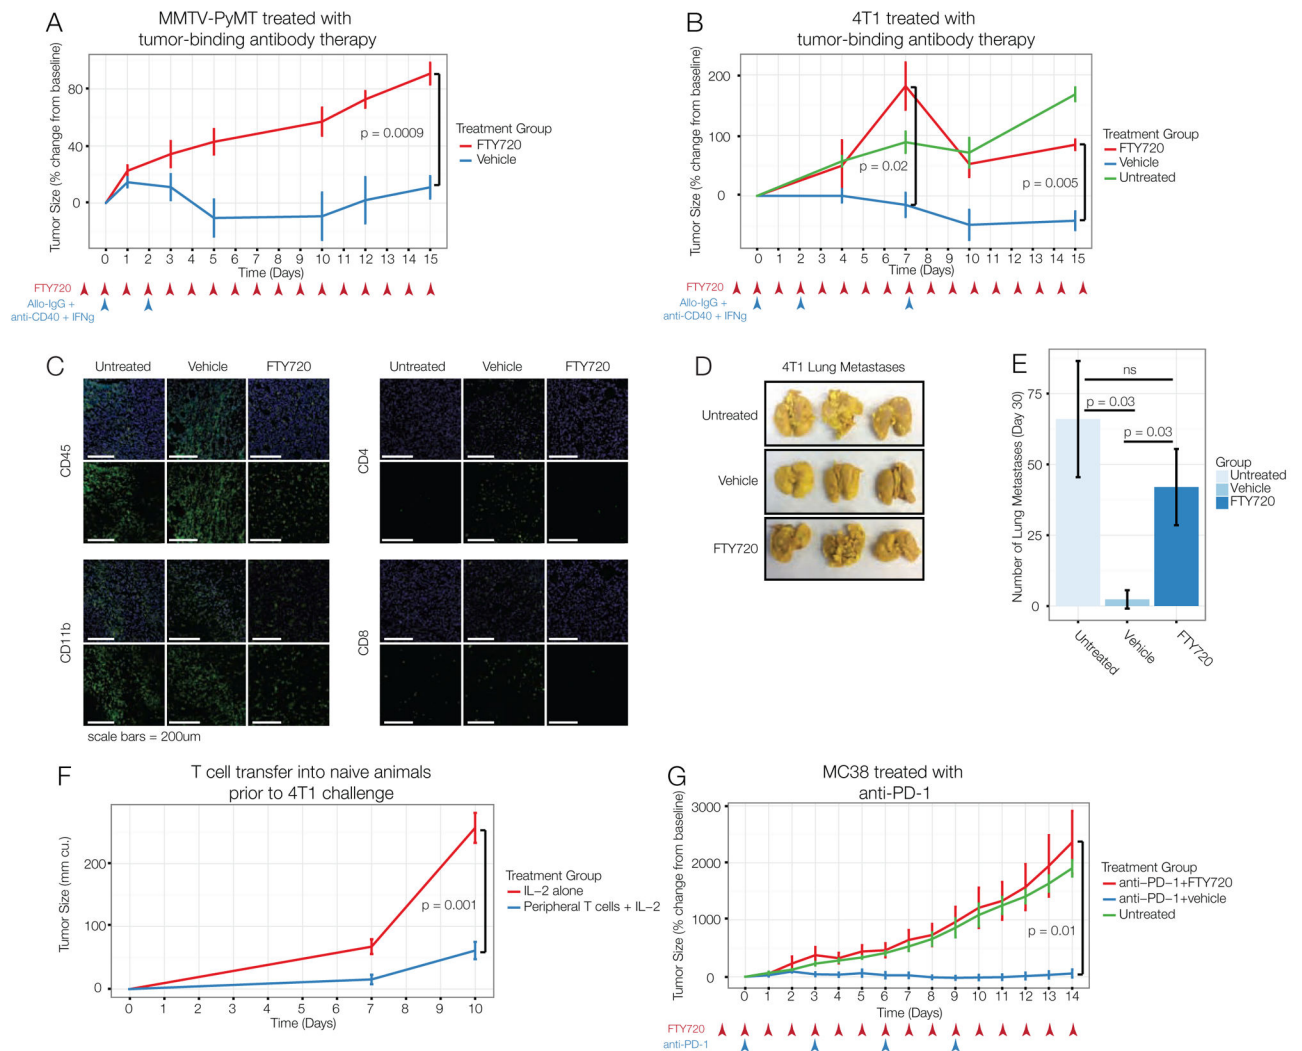 A
MMTV-PyMT treated with
tumor-binding antibody therapy
Tumor Size (% change from baseline)
80
40
0
p = 0.0009
Treatment Group
FTY720
Vehicle
0 1 2 3 4 5 6 7 8 9 10 11 12 13 14 15
Time (Days)
FTY720
Allo-IgG +
anti-CD40 + IFNg
B
4T1 treated with
tumor-binding antibody therapy
Tumor Size (% change from baseline)
200
100
0
p = 0.02
p = 0.005
Treatment Group
FTY720
Vehicle
Untreated
0 1 2 3 4 5 6 7 8 9 10 11 12 13 14 15
Time (Days)
FTY720
Allo-IgG +
anti-CD40 + IFNg
C
Untreated Vehicle FTY720
CD45
CD11b
scale bars = 200um
Untreated Vehicle FTY720
CD4
CD8
D
4T1 Lung Metastases
Untreated
Vehicle
FTY720
E
Number of Lung Metastases (Day 30)
75
50
25
0
ns
p = 0.03
p = 0.03
Untreated
Vehicle
FTY720
Group
Untreated
Vehicle
FTY720
F
T cell transfer into naive animals
prior to 4T1 challenge
Tumor Size (mm cu.)
200
100
0
p = 0.001
Treatment Group
IL-2 alone
Peripheral T cells + IL-2
0 1 2 3 4 5 6 7 8 9 10
Time (Days)
G
MC38 treated with
anti-PD-1
Tumor Size (% change from baseline)
3000
2000
1000
0
p = 0.01
Treatment Group
anti-PD-1+FTY720
anti-PD-1+vehicle
Untreated
0 1 2 3 4 5 6 7 8 9 10 11 12 13 14
Time (Days)
FTY720
anti-PD-1